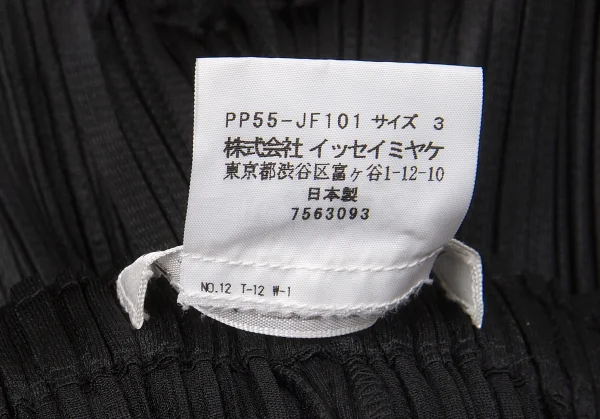 PP55-JF101 サイズ 3
株式会社 イッセイミヤケ
東京都渋谷区富ヶ谷1-12-10
日本製
7563093
NO.12 T-12 W-1